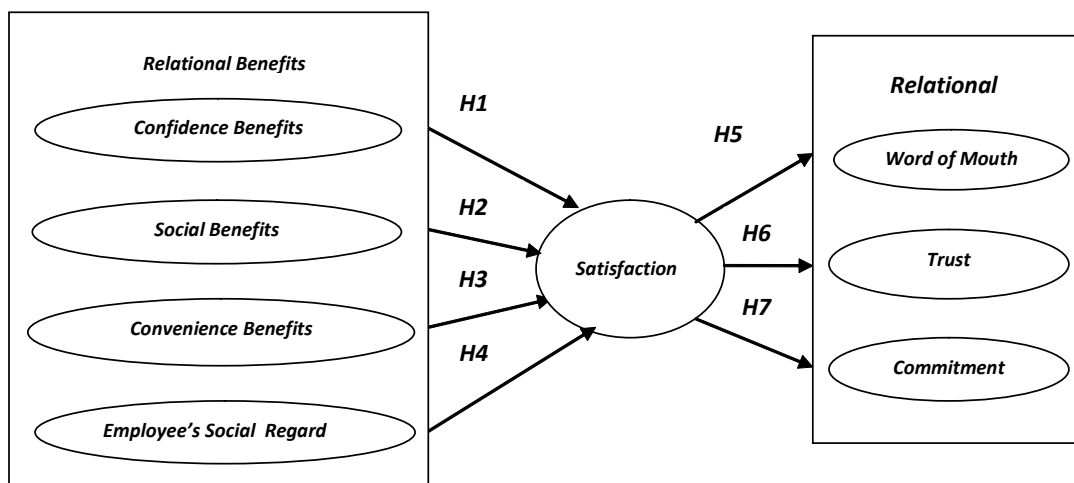 Relational Benefits
Confidence Benefits
Social Benefits
Convenience Benefits
Employee's Social Regard
H1
H2
H3
H4
Satisfaction
H5
H6
H7
Relational
Word of Mouth
Trust
Commitment